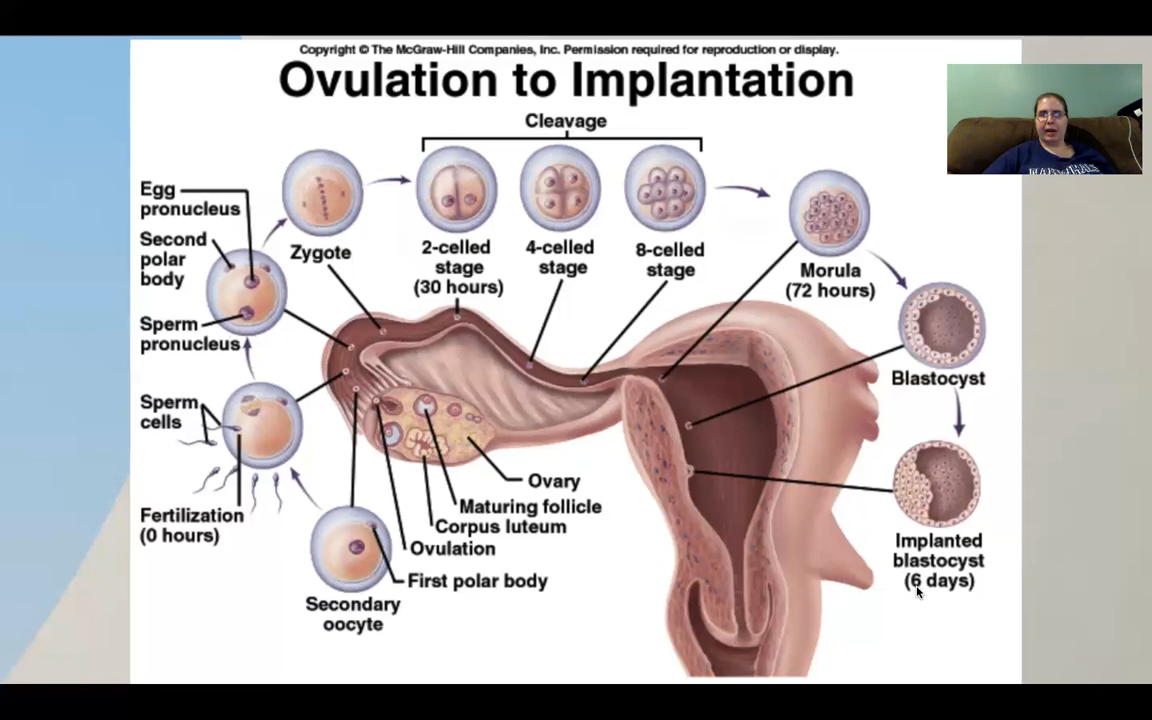 Copyright © The McGraw-Hill Companies, Inc. Permission required for reproduction or display.
Ovulation to Implantation
Cleavage
Egg
pronucleus
Second
polar
body
Sperm
pronucleus
Zygote
2-celled
stage
(30 hours)
4-celled
stage
8-celled
stage
Morula
(72 hours)
Blastocyst
Sperm
cells
Fertilization
(0 hours)
Ovary
Maturing follicle
Corpus luteum
Ovulation
First polar body
Secondary
oocyte
Implanted
blastocyst
(6 days)